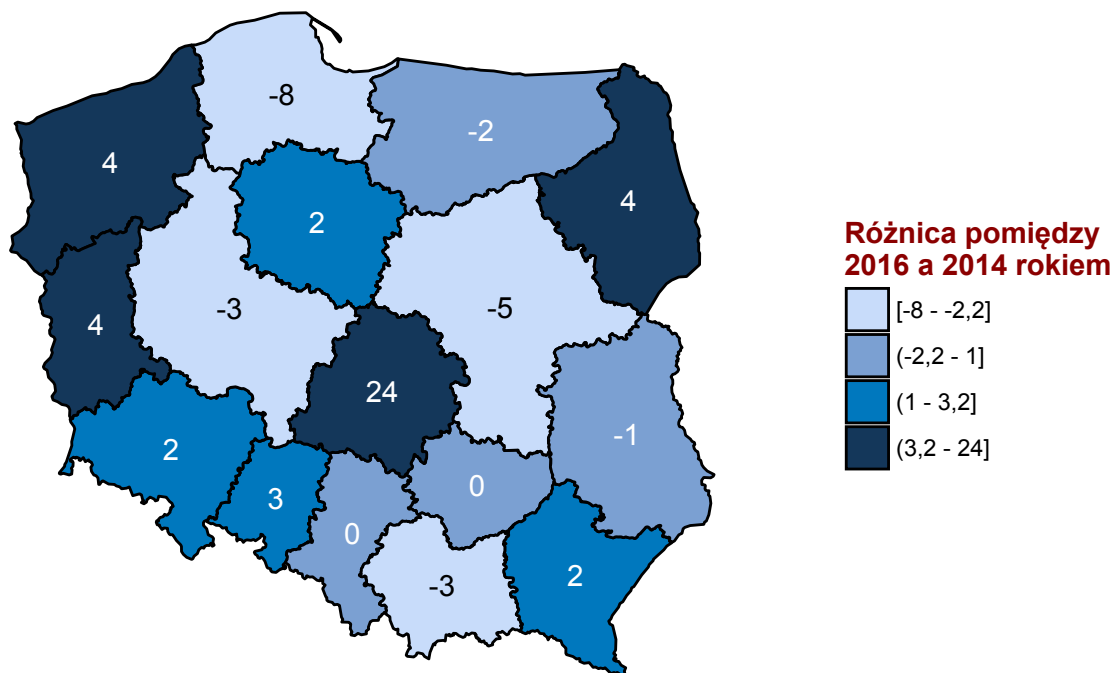 -8
-2
4
4
2
-3
-5
4
24
-1
2
0
3
0
2
-3
Różnica pomiędzy
2016 a 2014 rokiem
[-8 - -2,2]
(-2,2 - 1]
(1 - 3,2]
(3,2 - 24]